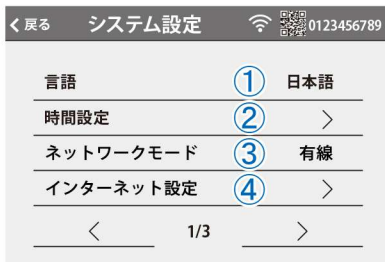 <戻る システム設定 0123456789
言語 ① 日本語
時間設定 ② >
ネットワークモード ③ 有線
インターネット設定 ④ >
< 1/3 >